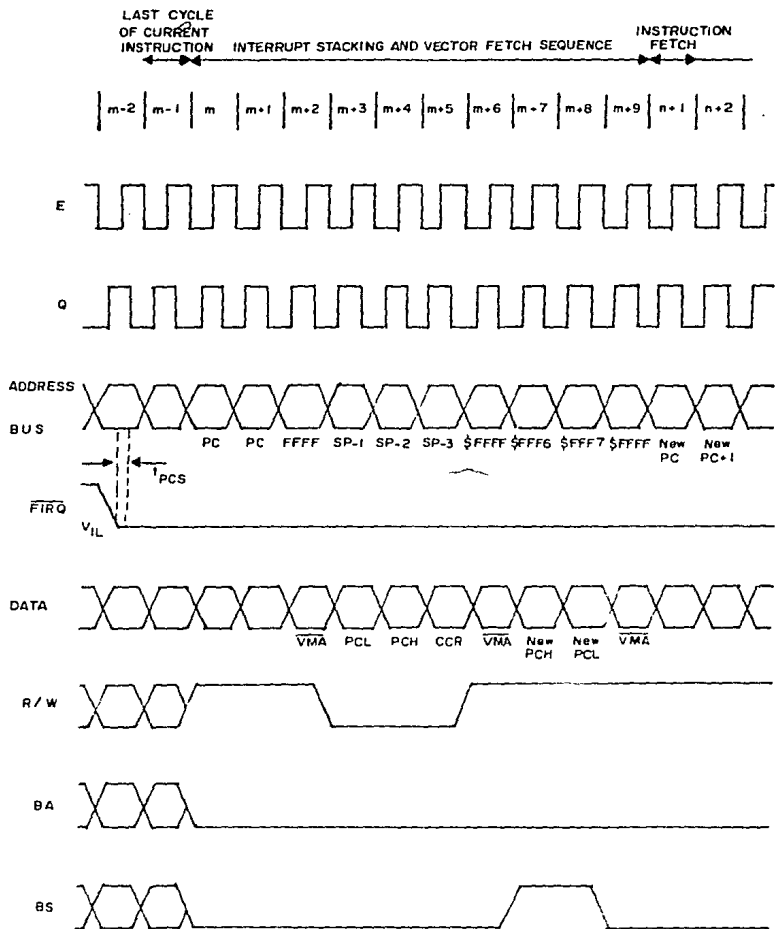 LAST CYCLE
OF CURRENT
INSTRUCTION
INTERRUPT STACKING AND VECTOR FETCH SEQUENCE
INSTRUCTION
FETCH
m-2 m-1 m m+1 m+2 m+3 m+4 m+5 m+6 m+7 m+8 m+9 n+1 n+2
E
Q
ADDRESS
BUS
PC PC FFFF SP-1 SP-2 SP-3 $FFFF $FFF6 $FFF7 $FFFF New PC New PC+1
tPCS
FIRQ
VIL
DATA
VMA PCL PCH CCR VMA New PCH New PCL VMA
R/W
BA
BS